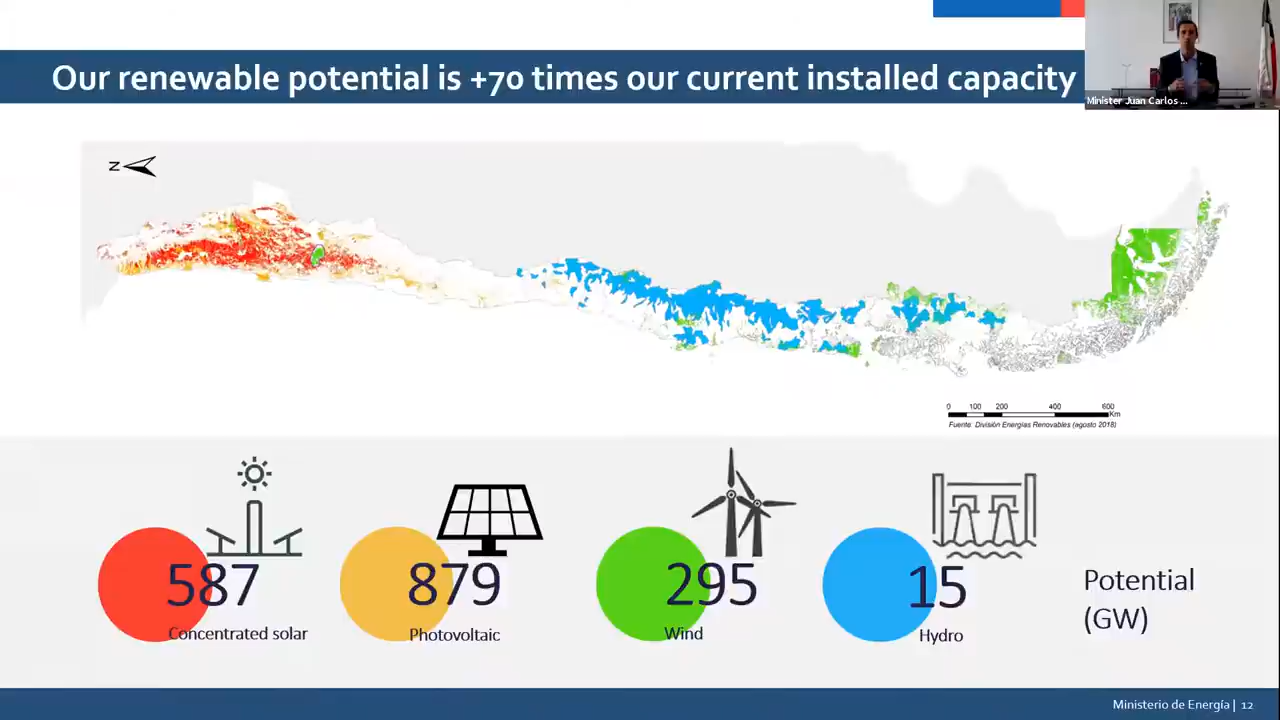 Our renewable potential is +70 times our current installed capacity
Minister Juan Carlos ...
N
0 100 200 400 600
Km
Fuente: División Energías Renovables (agosto 2018)
587
Concentrated solar
879
Photovoltaic
295
Wind
15
Hydro
Potential
(GW)
Ministerio de Energía | 12